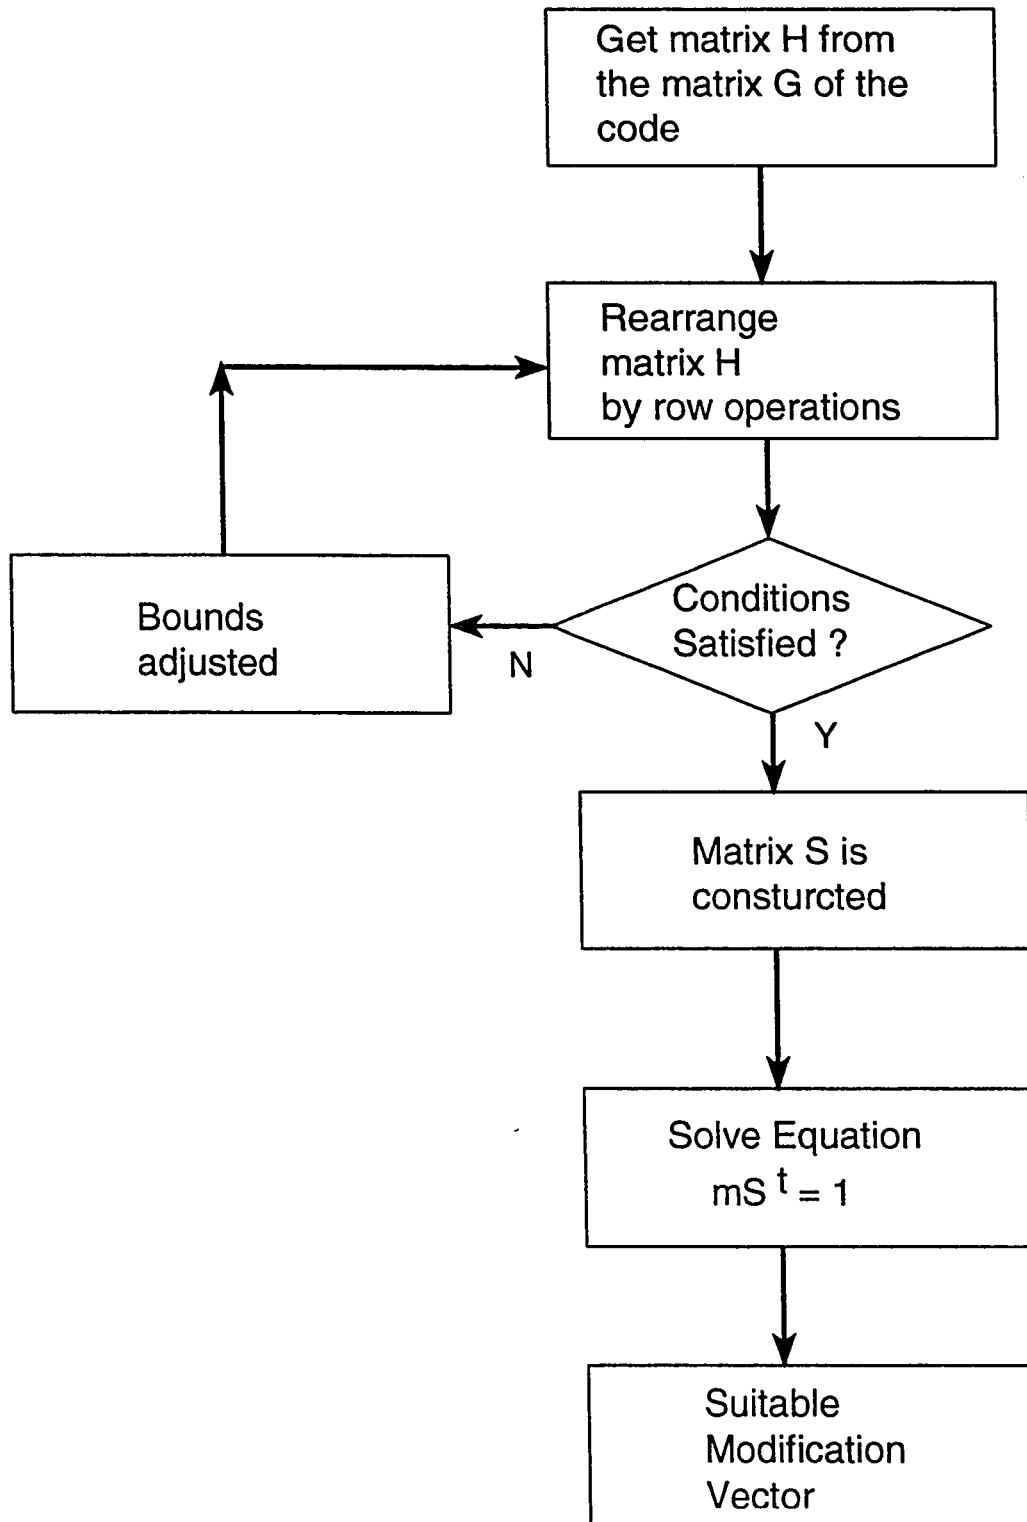 Get matrix H from
the matrix G of the
code
Rearrange
matrix H
by row operations
Conditions
Satisfied ?
N
Bounds
adjusted
Y
Matrix S is
consturcted
Solve Equation
mS t = 1
Suitable
Modification
Vector